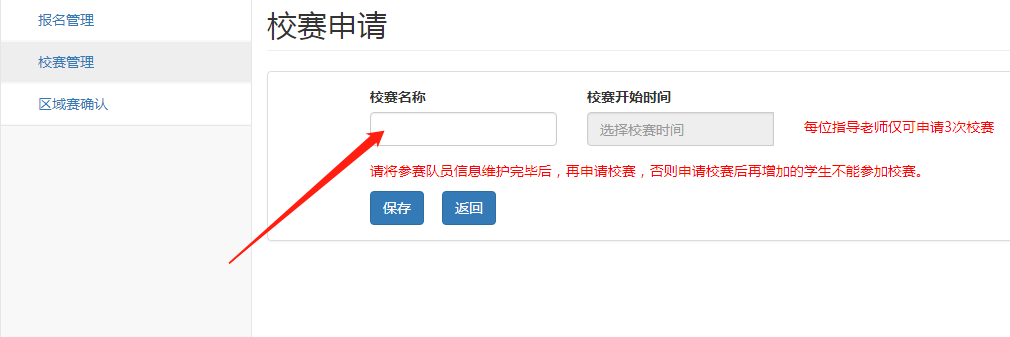 报名管理
校赛管理
区域赛确认
校赛申请
校赛名称
校赛开始时间
选择校赛时间
每位指导老师仅可申请3次校赛
请将参赛队员信息维护完毕后，再申请校赛，否则申请校赛后再增加的学生不能参加校赛。
保存
返回